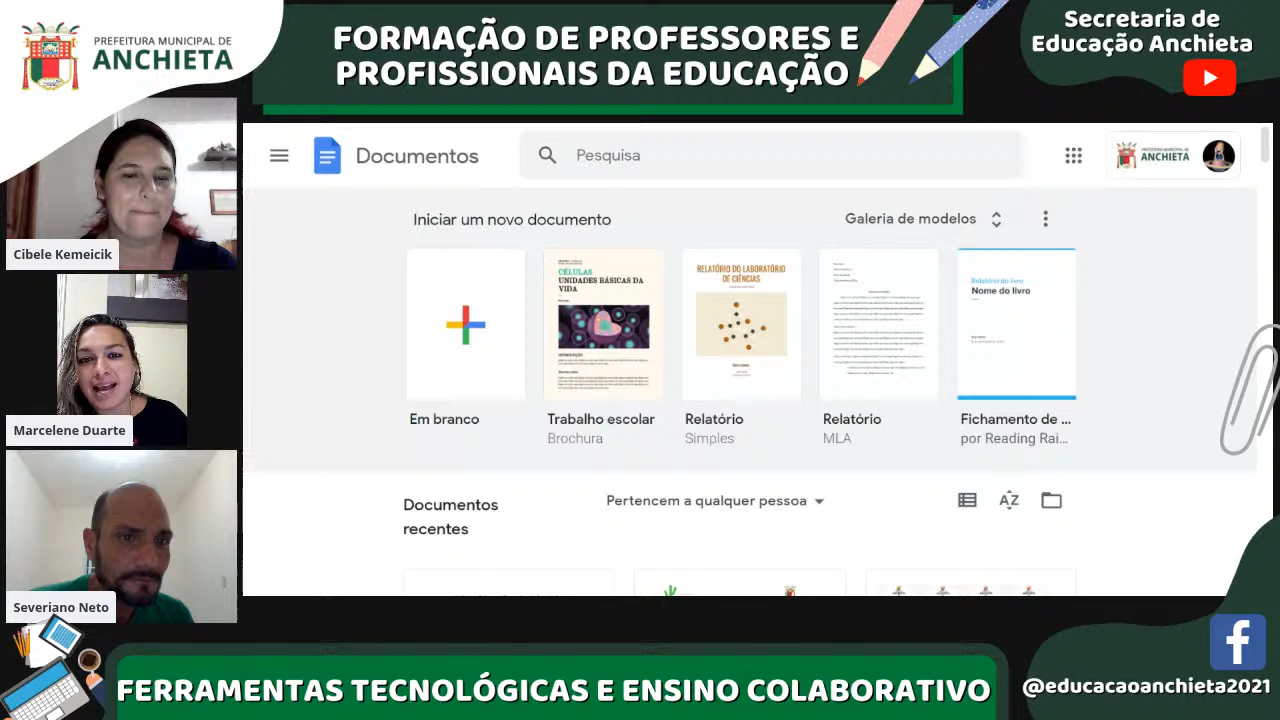 PREFEITURA MUNICIPAL DE
ANCHIETA
FORMAÇÃO DE PROFESSORES E
PROFISSIONAIS DA EDUCAÇÃO
Secretaria de
Educação Anchieta
Documentos
Pesquisa
ANCHIETA
Iniciar um novo documento
Galeria de modelos
CÉLULAS
UNIDADES BÁSICAS DA
VIDA
RELATÓRIO DO LABORATÓRIO
DE CIÊNCIAS
Relatório do livro
Nome do livro
Em branco
Trabalho escolar
Brochura
Relatório
Simples
Relatório
MLA
Fichamento de ...
por Reading Rai...
Documentos
recentes
Pertencem a qualquer pessoa
AZ
Cibele Kemeicik
Marcelene Duarte
Severiano Neto
FERRAMENTAS TECNOLÓGICAS E ENSINO COLABORATIVO
@educacaoanchieta2021